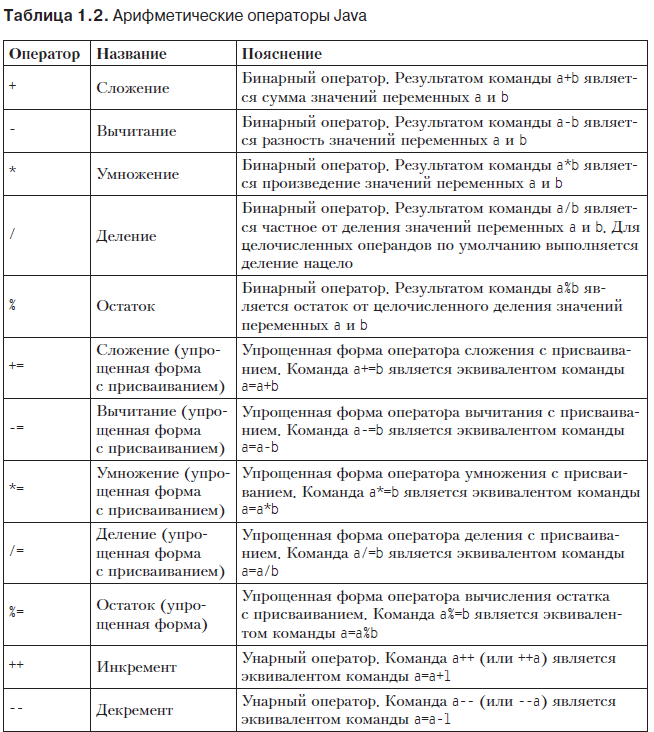 Таблица 1.2. Арифметические операторы Java
Оператор Название Пояснение
+ Сложение Бинарный оператор. Результатом команды a+b являет-
ся сумма значений переменных a и b
- Вычитание Бинарный оператор. Результатом команды a-b являет-
ся разность значений переменных a и b
* Умножение Бинарный оператор. Результатом команды a*b являет-
ся произведение значений переменных a и b
/ Деление Бинарный оператор. Результатом команды a/b являет-
ся частное от деления значений переменных a и b. Для
целочисленных операндов по умолчанию выполняется
деление нацело
% Остаток Бинарный оператор. Результатом команды a%b яв-
ляется остаток от целочисленного деления значений
переменных a и b
+= Сложение (упро-
щенная форма
с присваиванием)
Упрощенная форма оператора сложения с присваива-
нием. Команда a+=b является эквивалентом команды
a=a+b
-= Вычитание (упро-
щенная форма
с присваиванием)
Упрощенная форма оператора вычитания с присваива-
нием. Команда a-=b является эквивалентом команды
a=a-b
*= Умножение (упро-
щенная форма
с присваиванием)
Упрощенная форма оператора умножения с присваи-
ванием. Команда a*=b является эквивалентом команды
a=a*b
/= Деление (упро-
щенная форма
с присваиванием)
Упрощенная форма оператора деления с присваива-
нием. Команда a/=b является эквивалентом команды
a=a/b
%= Остаток (упро-
щенная форма)
Упрощенная форма оператора вычисления остатка
с присваиванием. Команда a%=b является эквивален-
том команды a=a%b
++ Инкремент Унарный оператор. Команда a++ (или ++a) является
эквивалентом команды a=a+1
-- Декремент Унарный оператор. Команда a-- (или --a) является
эквивалентом команды a=a-1